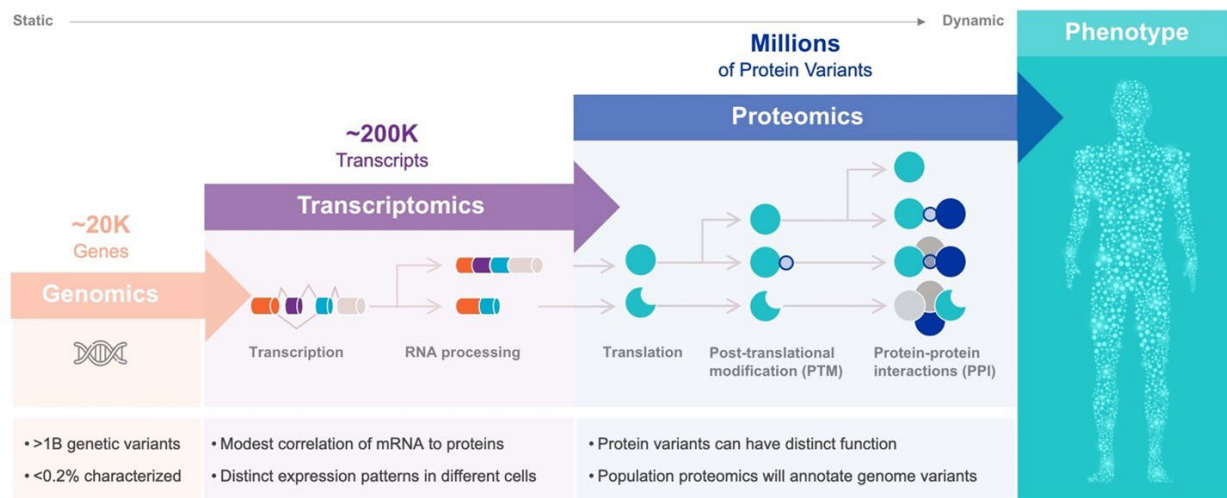 Static
Dynamic
Phenotype
Millions
of Protein Variants
Proteomics
~200K
Transcripts
Transcriptomics
~20K
Genes
Genomics
Transcription
RNA processing
Translation
Post-translational
modification (PTM)
Protein-protein
interactions (PPI)
• >1B genetic variants
• <0.2% characterized
• Modest correlation of mRNA to proteins
• Distinct expression patterns in different cells
• Protein variants can have distinct function
• Population proteomics will annotate genome variants